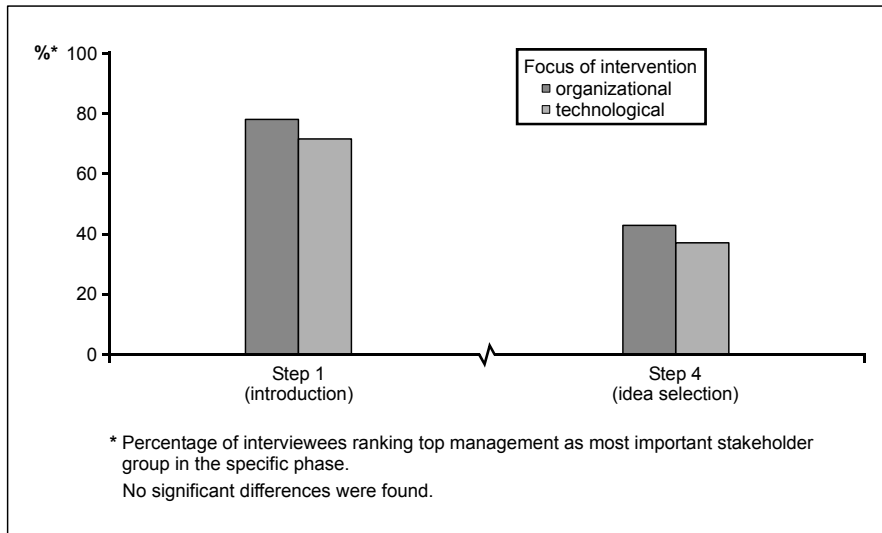 %*
100
80
60
40
20
0
Focus of intervention
organizational
technological
Step 1
(introduction)
Step 4
(idea selection)
* Percentage of interviewees ranking top management as most important stakeholder
group in the specific phase.
No significant differences were found.